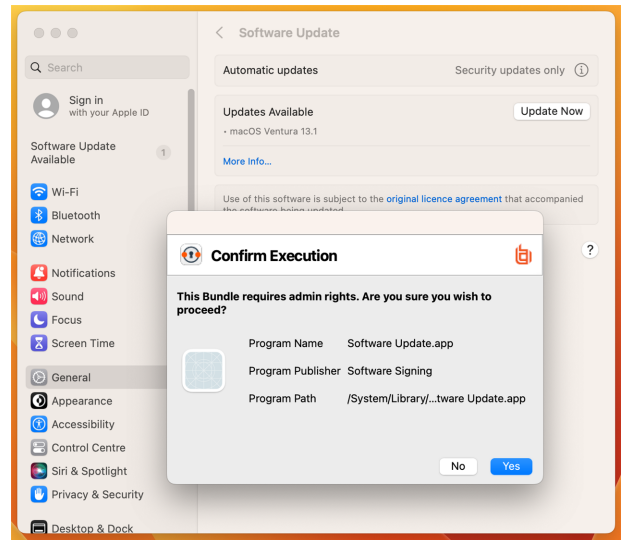 Software Update
Search
Automatic updates
Security updates only
Sign in
with your Apple ID
Updates Available
Update Now
• macOS Ventura 13.1
Software Update
Available
1
More Info...
Wi-Fi
Use of this software is subject to the original licence agreement that accompanied
the software being updated
Bluetooth
Network
?
Notifications
Sound
Focus
Screen Time
General
Appearance
Accessibility
Control Centre
Siri & Spotlight
Privacy & Security
Desktop & Dock
Confirm Execution
This Bundle requires admin rights. Are you sure you wish to
proceed?
Program Name Software Update.app
Program Publisher Software Signing
Program Path /System/Library/...tware Update.app
No
Yes